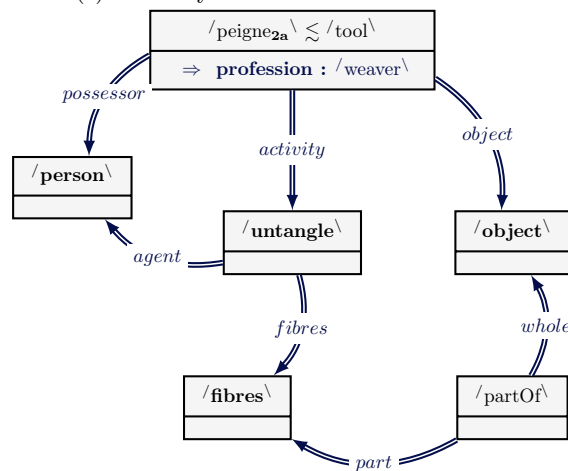 /peigne2a\ ≲ /tool\
⇒ profession : /weaver\
possessor
activity
object
/person\
/untangle\
/object\
agent
fibres
whole
/fibres\
/partOf\
part